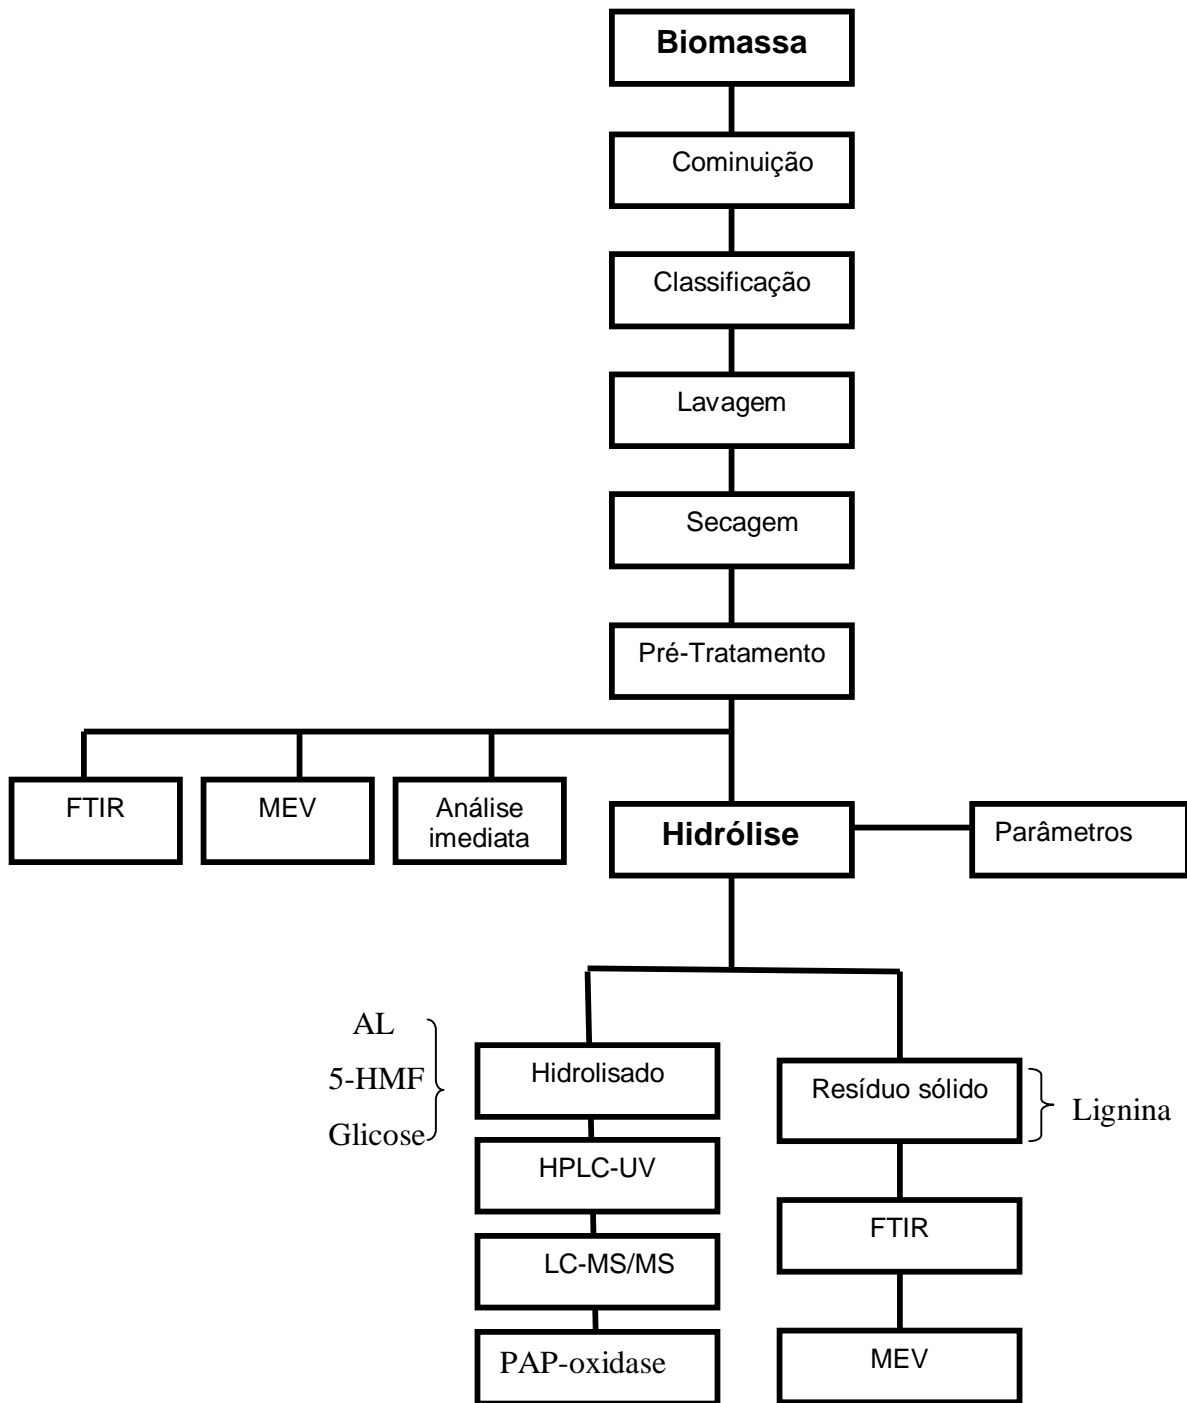 Biomassa
Cominuição
Classificação
Lavagem
Secagem
Pré-Tratamento
FTIR
MEV
Análise
imediata
Hidrólise
Parâmetros
AL
5-HMF
Glicose
Hidrolisado
HPLC-UV
LC-MS/MS
PAP-oxidase
Resíduo sólido
Lignina
FTIR
MEV